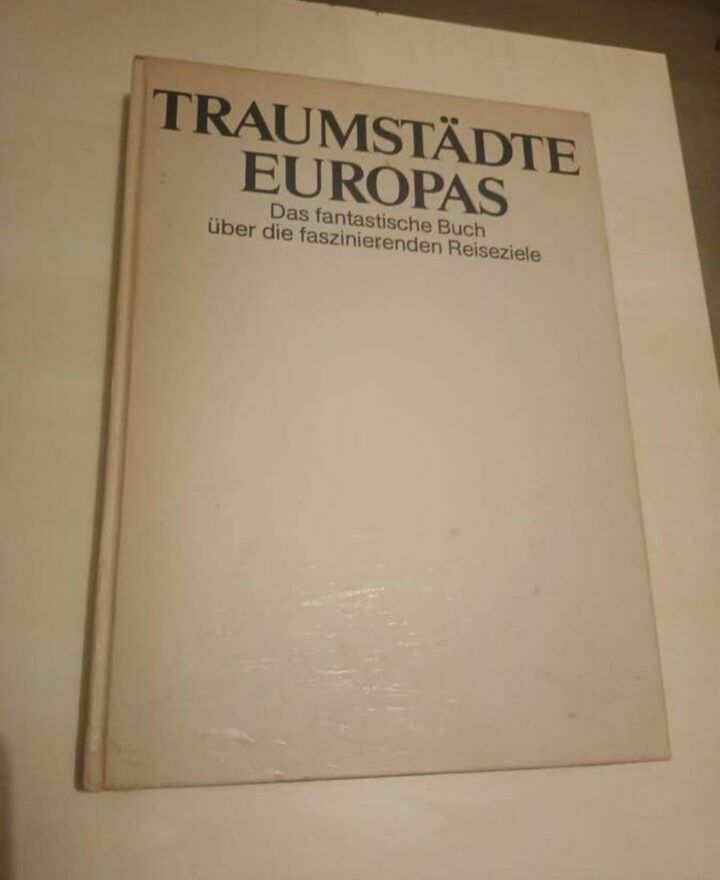 TRAUMSTÄDTE
EUROPAS
Das fantastische Buch
über die faszinierenden Reiseziele